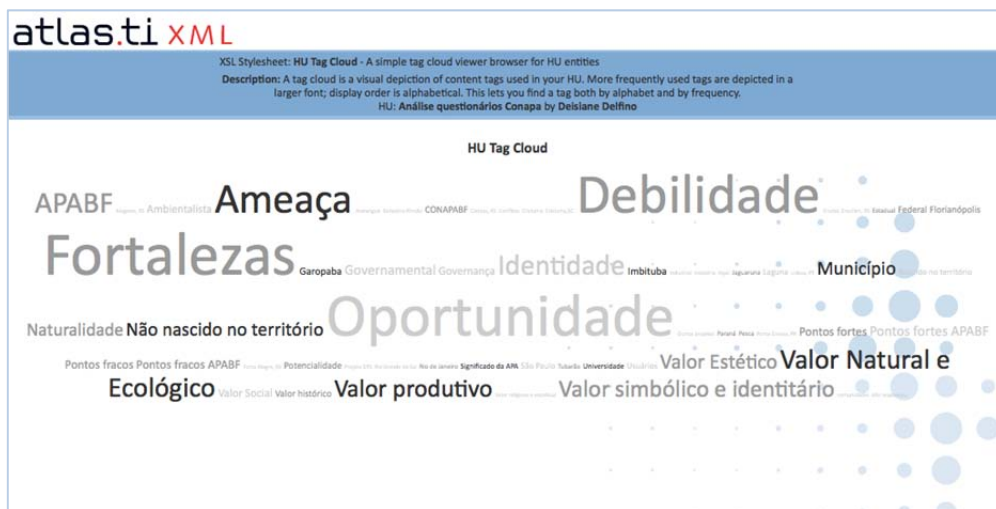 atlas.ti XML
XSL Stylesheet: HU Tag Cloud - A simple tag cloud viewer browser for HU entities
Description: A tag cloud is a visual depiction of content tags used in your HU. More frequently used tags are depicted in a
larger font; display order is alphabetical. This lets you find a tag both by alphabet and by frequency.
HU: Análise questionários Conapa by Deisiane Delfino
HU Tag Cloud
APABF Ambientalista Ameaça CONAPABF Debilidade Estadual Federal Florianópolis
Fortalezas Garopaba Governamental Governança Identidade Imbituba Jaguaruna Laguna Município
Naturalidade Não nascido no território Oportunidade Paraná Pesca Pontos fortes Pontos fortes APABF
Pontos fracos Pontos fracos APABF Potencialidade Rio de Janeiro Significado da APA São Paulo Tubarão Universidade Usuários Valor Estético Valor Natural e
Ecológico Valor Social Valor histórico Valor produtivo Valor simbólico e identitário